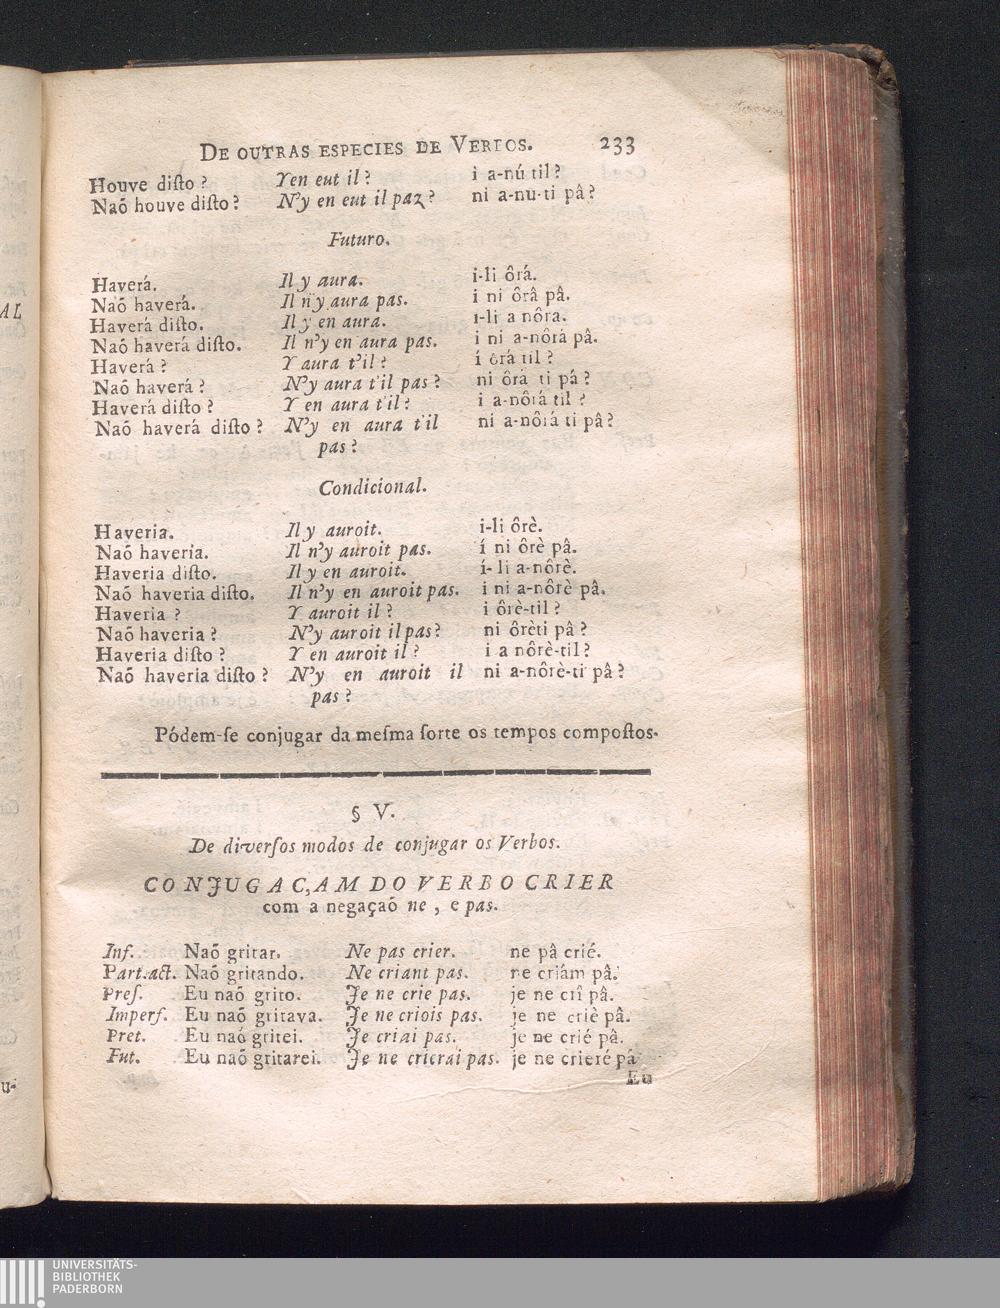 De outras especies de Verbos. 233
Houve disto? Y en eut il? i a-nú til?
Naõ houve disto? N'y en eut il paz? ni a-nu-ti pâ?
Futuro.
Haverá. Il y aura. i-li ôrá.
Naõ haverá. Il n'y aura pas. i ni ôrâ pâ.
Haverá disto. Il y en aura. i-li a nôra.
Naõ haverá disto. Il n'y en aura pas. i ni a-nôrá pâ.
Haverá? Y aura t'il? í ôrá til?
Naõ haverá? N'y aura t'il pas? ni ôrá ti pâ?
Haverá disto? Y en aura t'il? i a-nôrá til?
Naõ haverá disto? N'y en aura t'il ni a-nôrá ti pâ?
pas?
Condicional.
Haveria. Il y auroit. i-li ôrè.
Naõ havería. Il n'y auroit pas. í ni ôrè pâ.
Haveria disto. Il y en auroit. í- li a-nôrè.
Naõ haveria disto. Il n'y en auroit pas. i ni a-nôrè pâ.
Haveria? Y auroit il? i ôrè-til?
Naõ haveria? N'y auroit il pas? ni ôrèti pâ?
Haveria disto? Y en auroit il? i a nôrè-til?
Naõ haveria disto? N'y en auroit il ni a-nôrè-ti pâ?
pas?
Pódem-se conjugar da mesma sorte os tempos compostos.
§ V.
De diversos modos de conjugar os Verbos.
CONJUGAC,AM DO VERBO CRIER
com a negaçaõ ne, e pas.
Inf. Naõ gritar. Ne pas crier. ne pâ crié.
Part. act. Naõ gritando. Ne criant pas. ne criâm pâ.
Pres. Eu naõ grito. Je ne crie pas. je ne crî pâ.
Imperf. Eu naõ gritava. Je ne criois pas. je ne criè pâ.
Pret. Eu naõ gritei. Je criai pas. je ne crié pâ.
Fut. Eu naõ gritarei. Je ne crierai pas. je ne crieré pá
Eu
AL
u-
UNIVERSITÄTS-
BIBLIOTHEK
PADERBORN